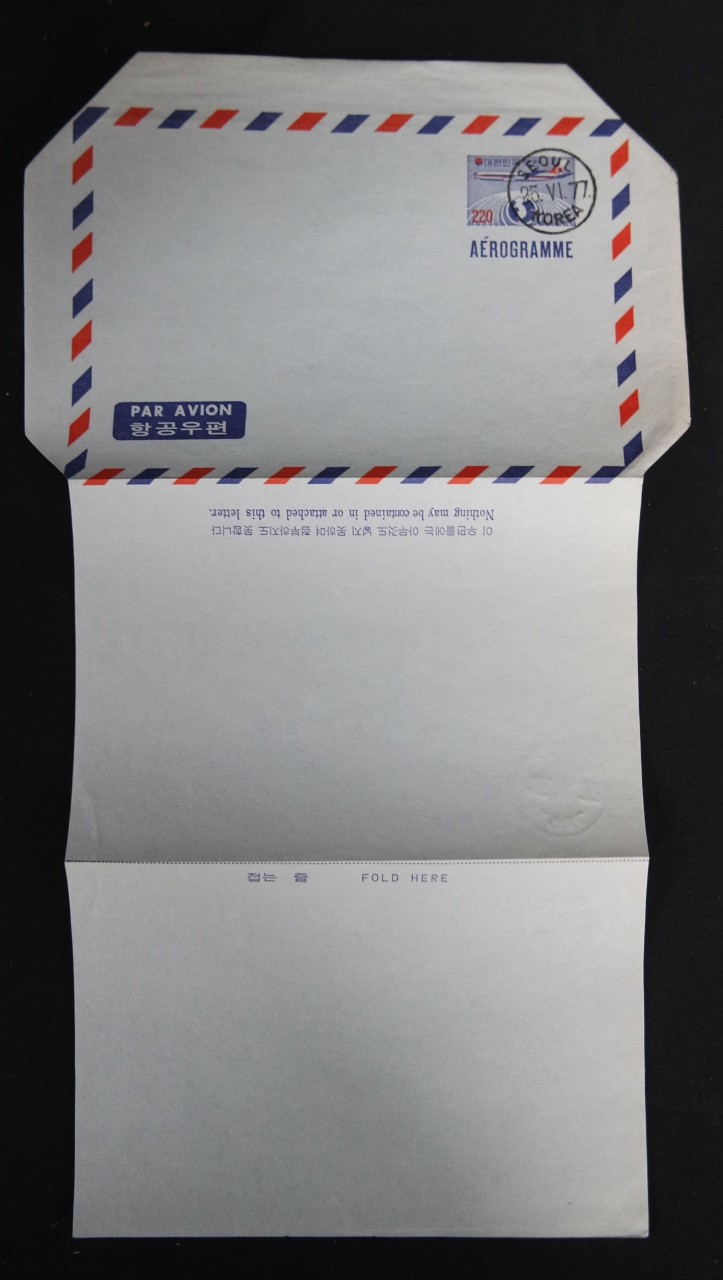 대한민국
SEOUL
25. VI. 77.
KOREA
220
AÉROGRAMME
PAR AVION
항공우편
Nothing may be contained in or attached to this letter.
이 우편물에는 아무것도 넣지 못하며 첨부하지도 못합니다
접는 줄 FOLD HERE